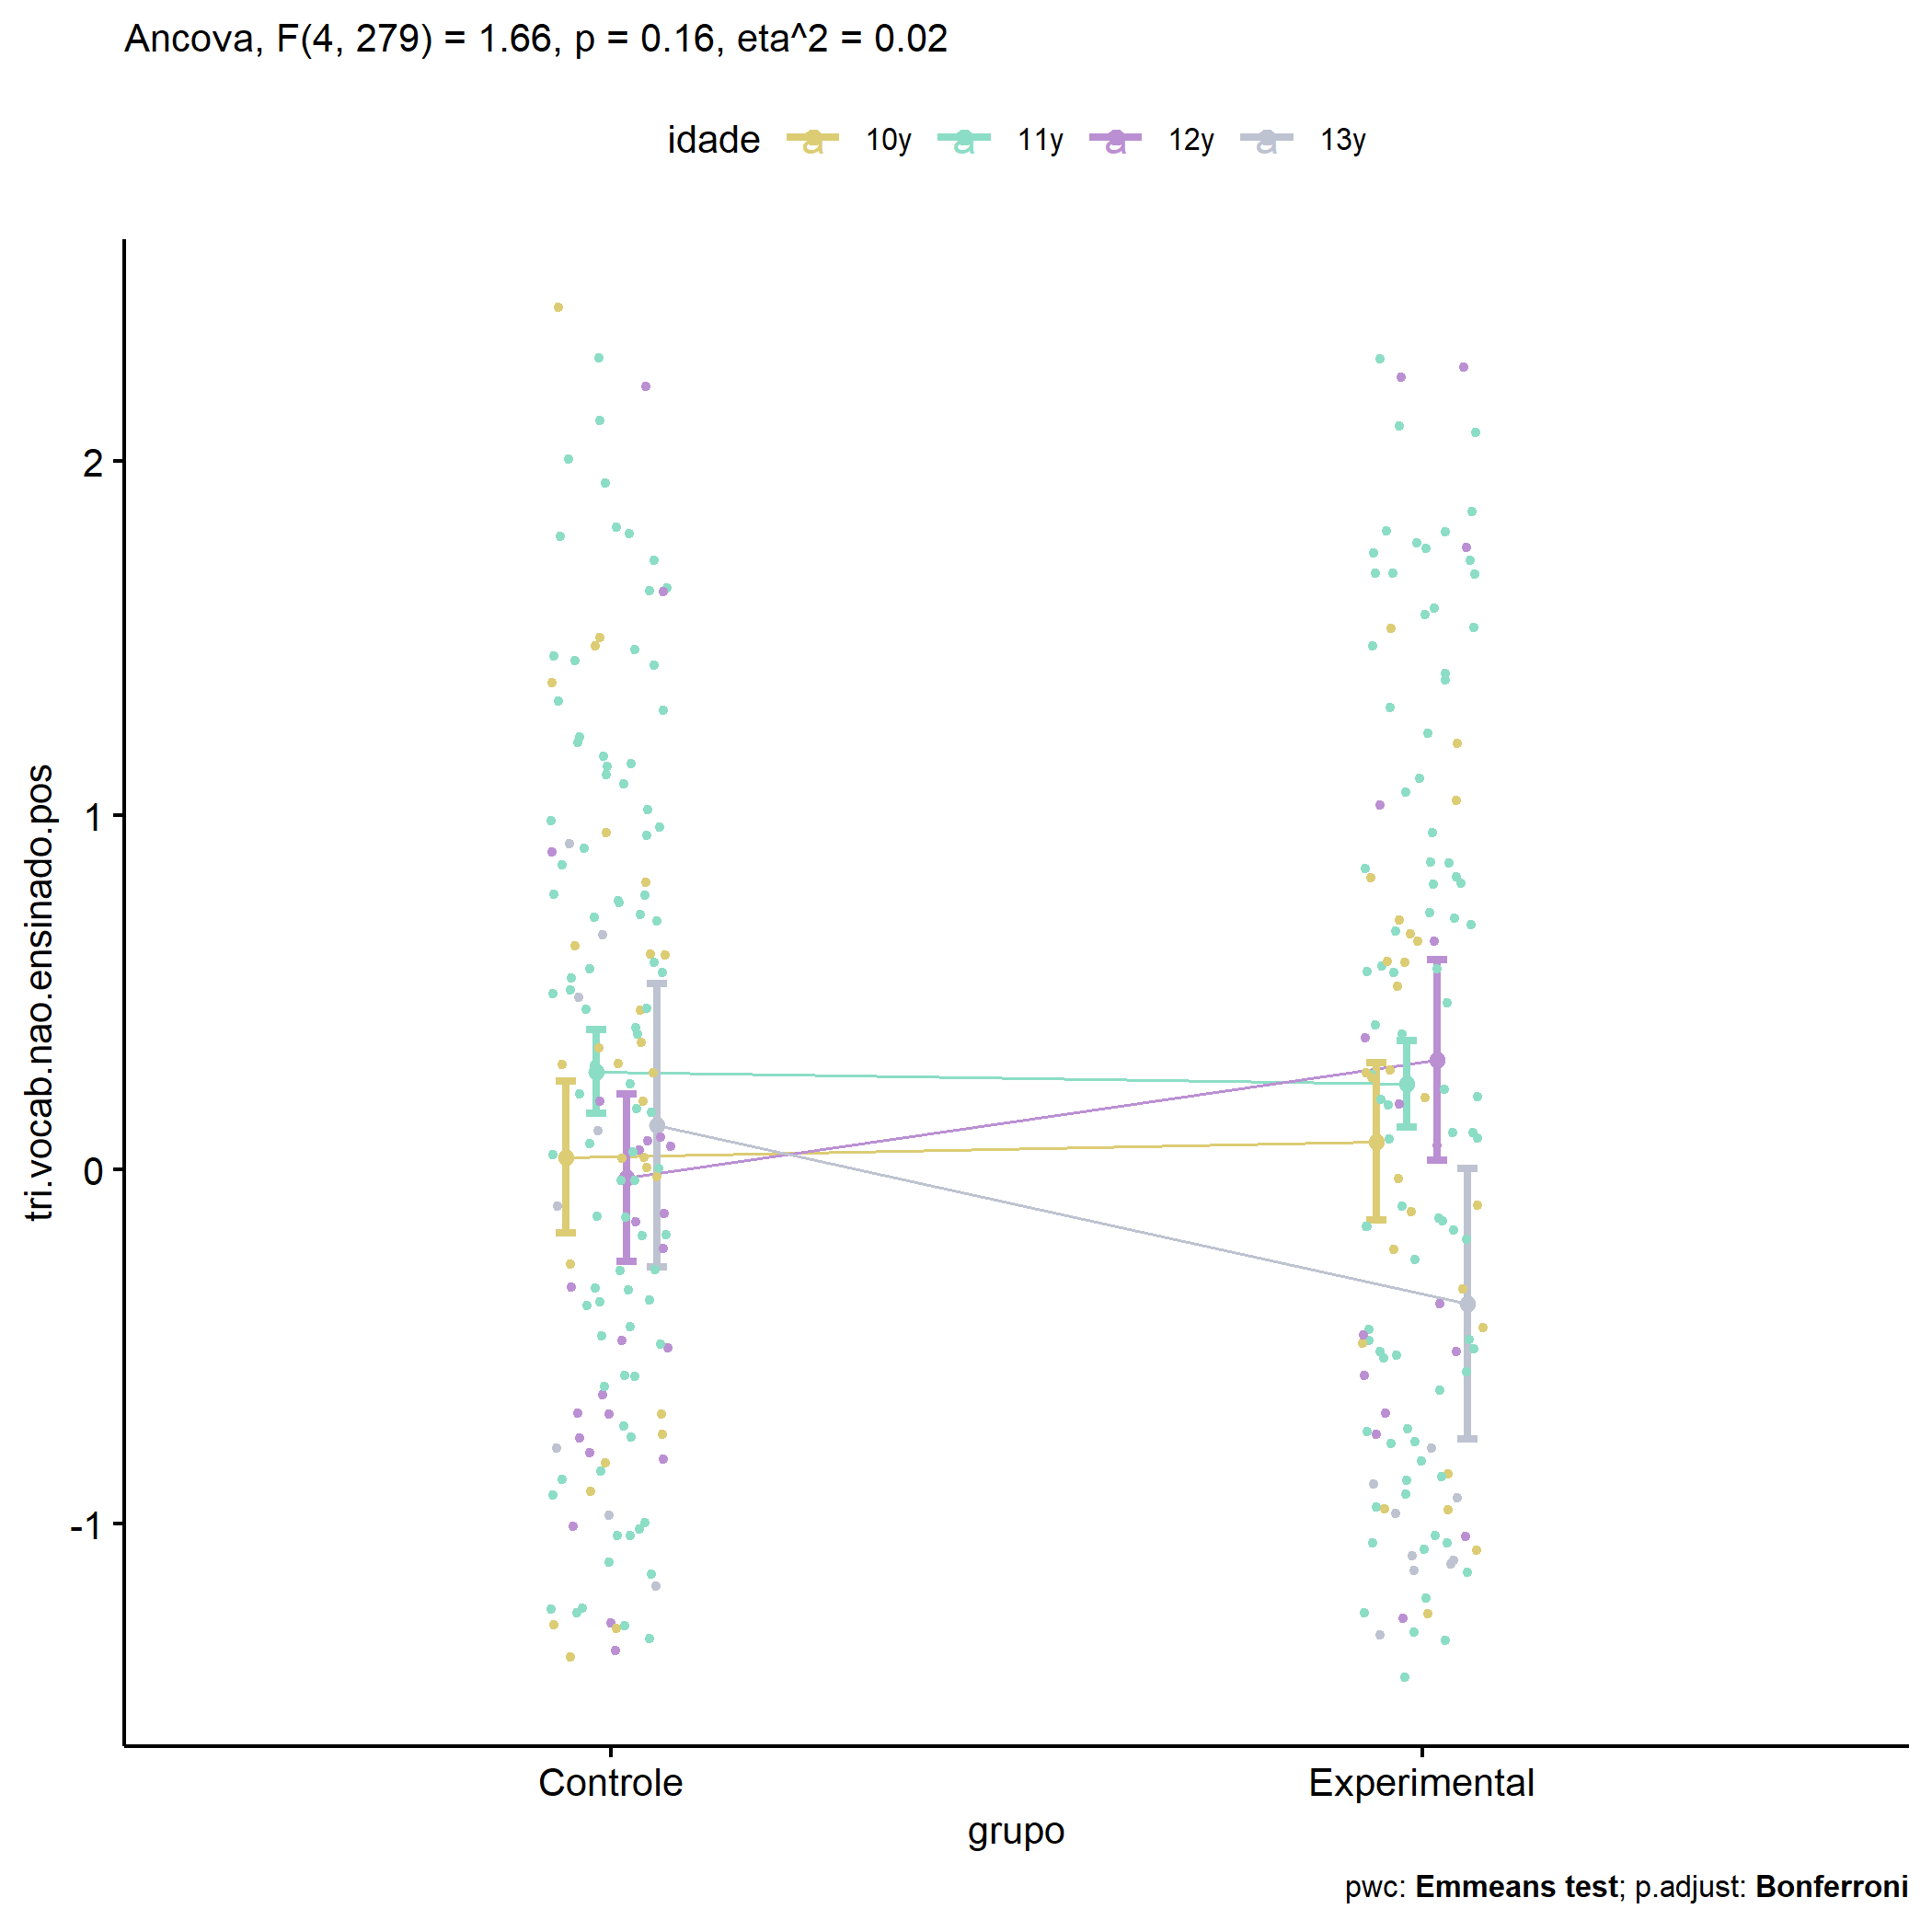 Ancova, F(4, 279) = 1.66, p = 0.16, eta^2 = 0.02
idade a 10y a 11y a 12y a 13y
tri.vocab.nao.ensinado.pos
2
1
0
-1
Controle Experimental
grupo
pwc: Emmeans test; p.adjust: Bonferroni